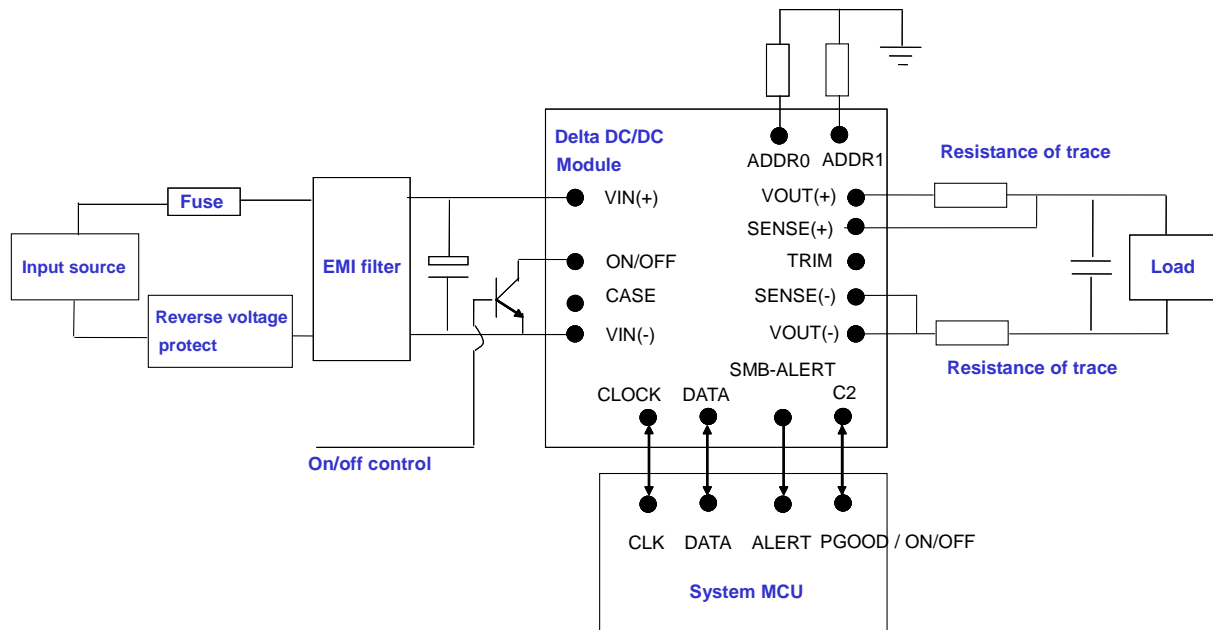 Delta DC/DC
Module
ADDR0 ADDR1
Resistance of trace
Fuse
VIN(+)
VOUT(+)
SENSE(+)
Input source
EMI filter
ON/OFF
TRIM
Load
CASE
SENSE(-)
Reverse voltage
protect
VIN(-)
VOUT(-)
SMB-ALERT
Resistance of trace
CLOCK DATA C2
On/off control
CLK DATA ALERT PGOOD / ON/OFF
System MCU